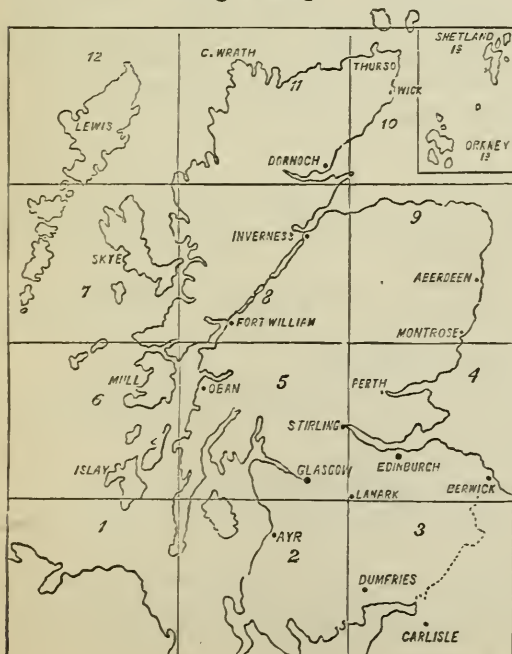 SHETLAND
13
12
C. WRATH
THURSO
11
WICK
LEWIS
10
ORKNEY
13
DORNOCH
9
INVERNESS
SKYE
ABERDEEN
7
8
FORT WILLIAM
MONTROSE
MULL
5
4
OBAN
PERTH
6
STIRLING
EDINBURGH
ISLAY
GLASGOW
BERWICK
LANARK
1
3
AYR
2
DUMFRIES
CARLISLE